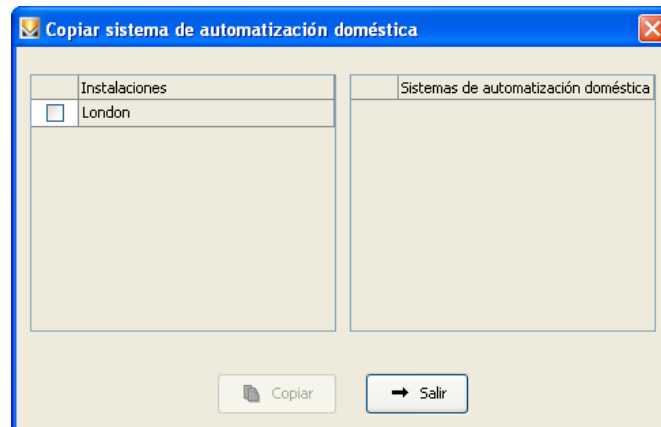 Copiar sistema de automatización doméstica
Instalaciones
London
Sistemas de automatización doméstica
Copiar
Salir